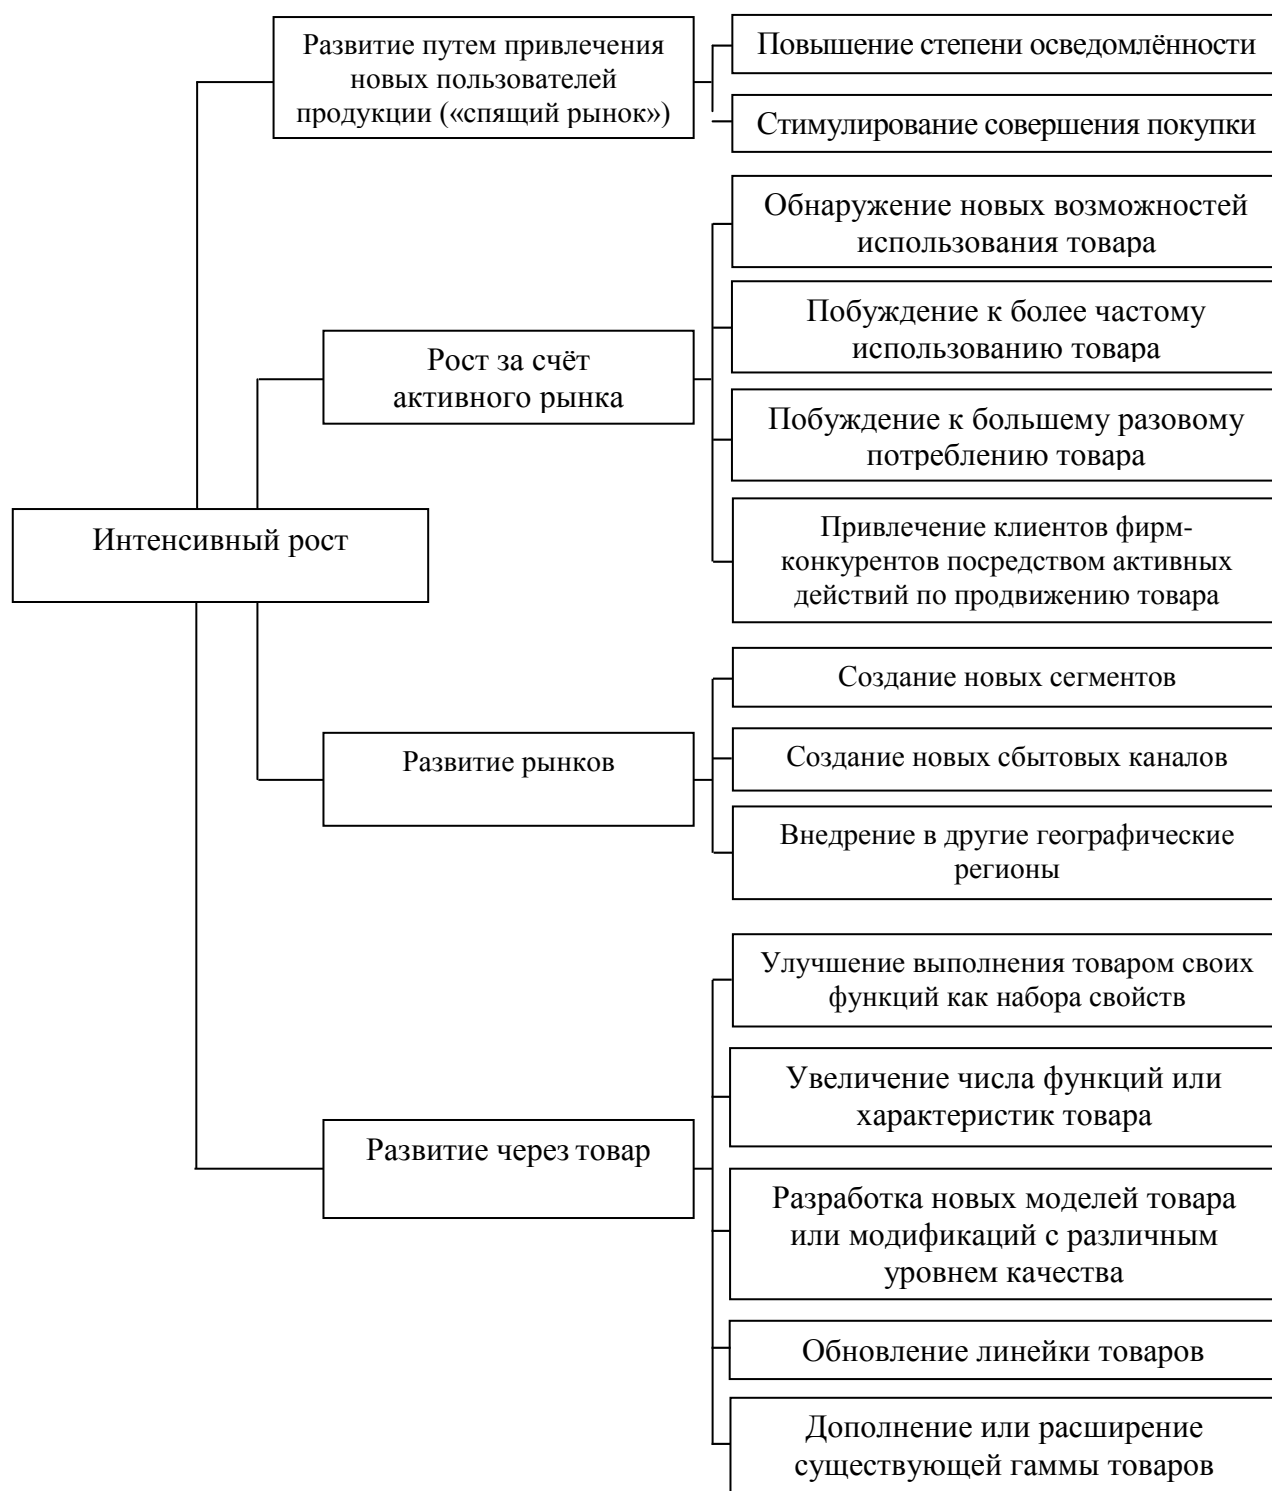 Развитие путем привлечения
новых пользователей
продукции («спящий рынок»)
Повышение степени осведомлённости
Стимулирование совершения покупки
Обнаружение новых возможностей
использования товара
Побуждение к более частому
использованию товара
Рост за счёт
активного рынка
Побуждение к большему разовому
потреблению товара
Привлечение клиентов фирм-
конкурентов посредством активных
действий по продвижению товара
Интенсивный рост
Создание новых сегментов
Развитие рынков
Создание новых сбытовых каналов
Внедрение в другие географические
регионы
Улучшение выполнения товаром своих
функций как набора свойств
Увеличение числа функций или
характеристик товара
Развитие через товар
Разработка новых моделей товара
или модификаций с различным
уровнем качества
Обновление линейки товаров
Дополнение или расширение
существующей гаммы товаров